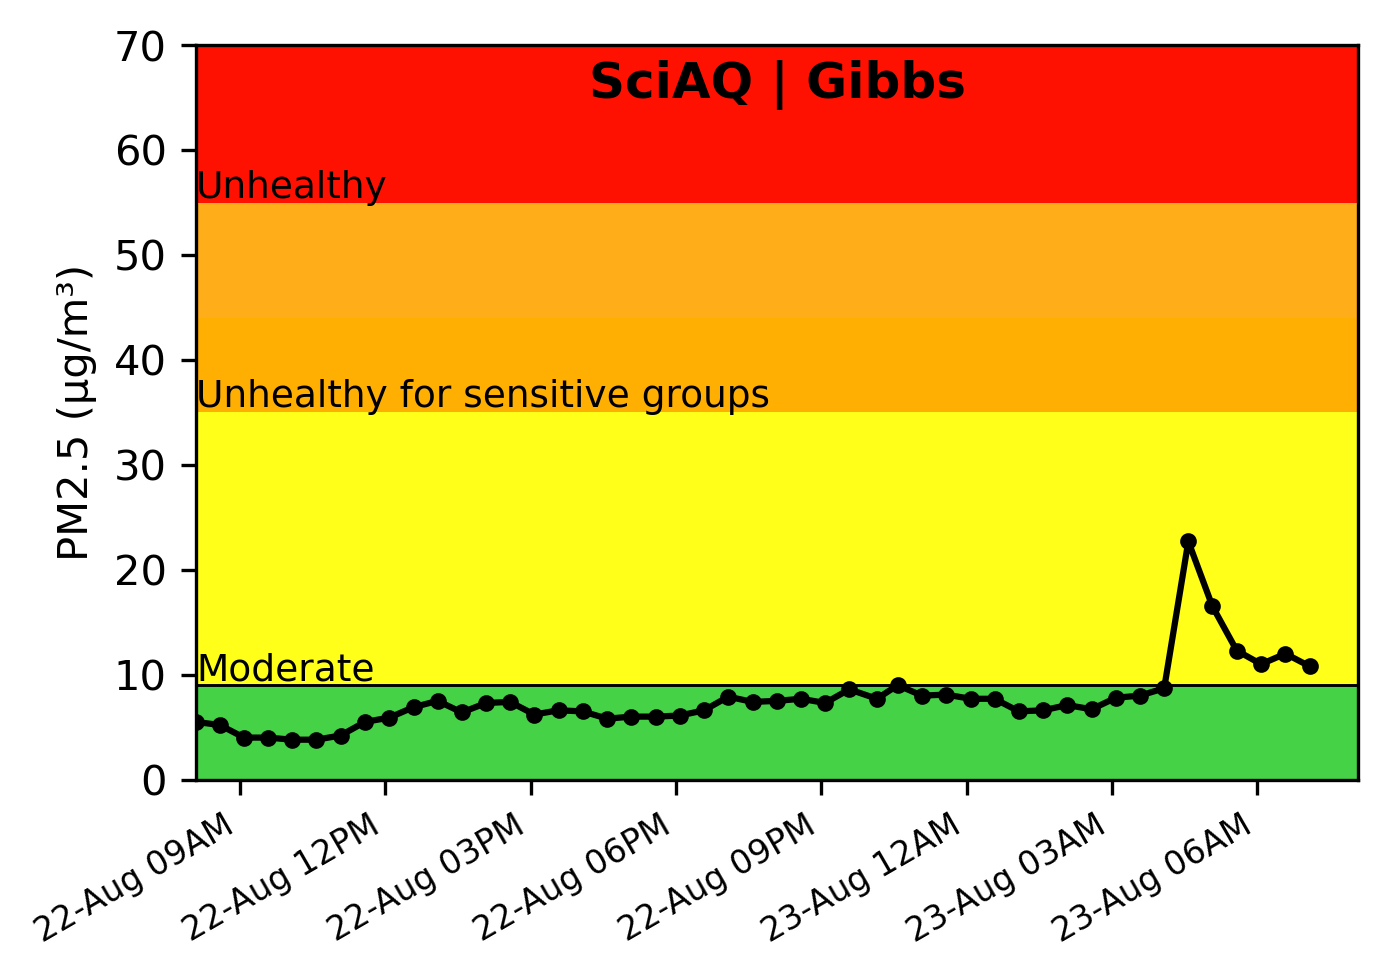 SciAQ | Gibbs
70
60
50
40
30
20
10
0
PM2.5 (μg/m³)
Unhealthy
Unhealthy for sensitive groups
Moderate
22-Aug 09AM
22-Aug 12PM
22-Aug 03PM
22-Aug 06PM
22-Aug 09PM
23-Aug 12AM
23-Aug 03AM
23-Aug 06AM